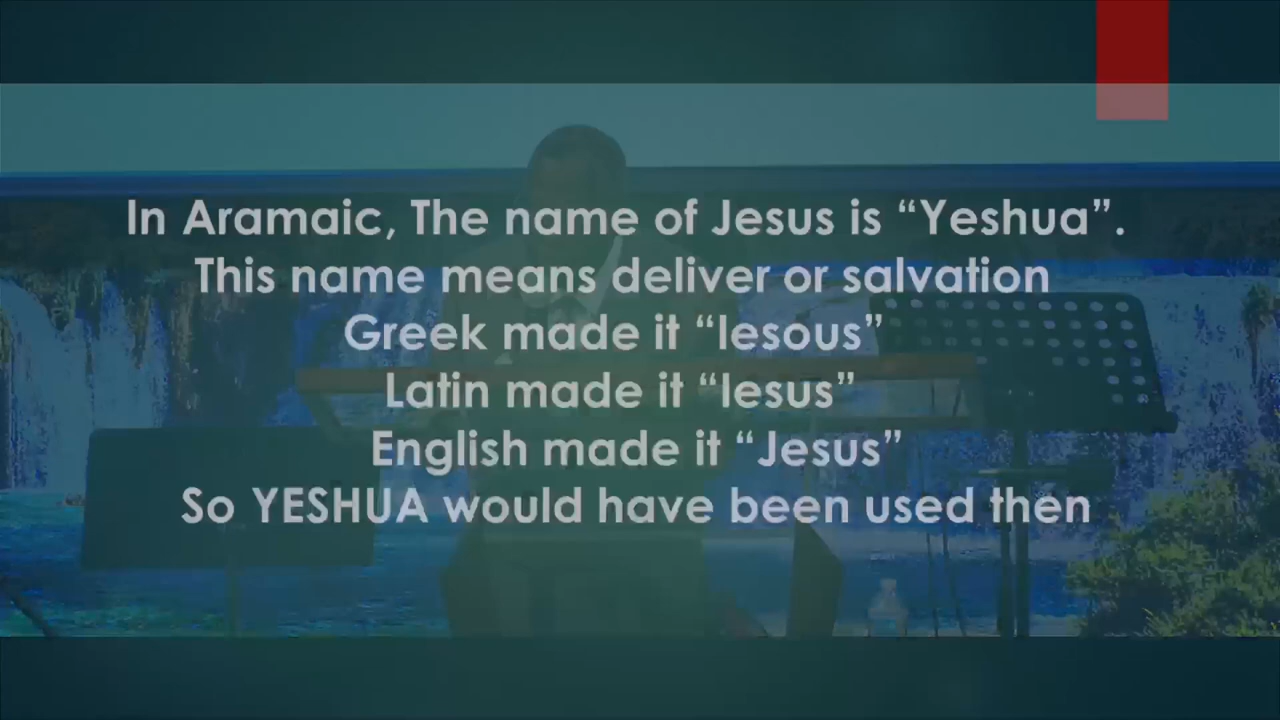 In Aramaic, The name of Jesus is “Yeshua”.
This name means deliver or salvation
Greek made it “Iesous”
Latin made it “Iesus”
English made it “Jesus”
So YESHUA would have been used then